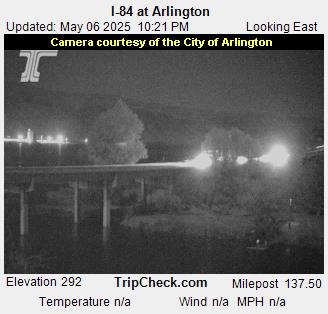 I-84 at Arlington
Updated: May 06 2025 10:21 PM Looking East
Camera courtesy of the City of Arlington
Elevation 292 TripCheck.com Milepost 137.50
Temperature n/a Wind n/a MPH n/a